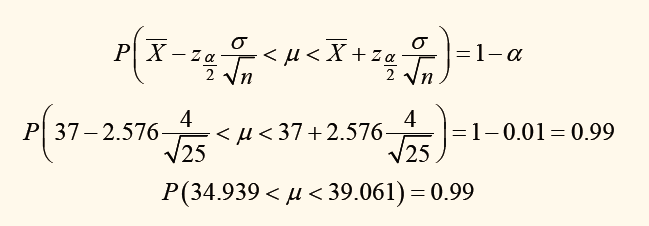 P(X̄ − z_{α/2} σ/√n < μ < X̄ + z_{α/2} σ/√n) = 1 − α
P(37 − 2.576 4/√25 < μ < 37 + 2.576 4/√25) = 1 − 0.01 = 0.99
P(34.939 < μ < 39.061) = 0.99